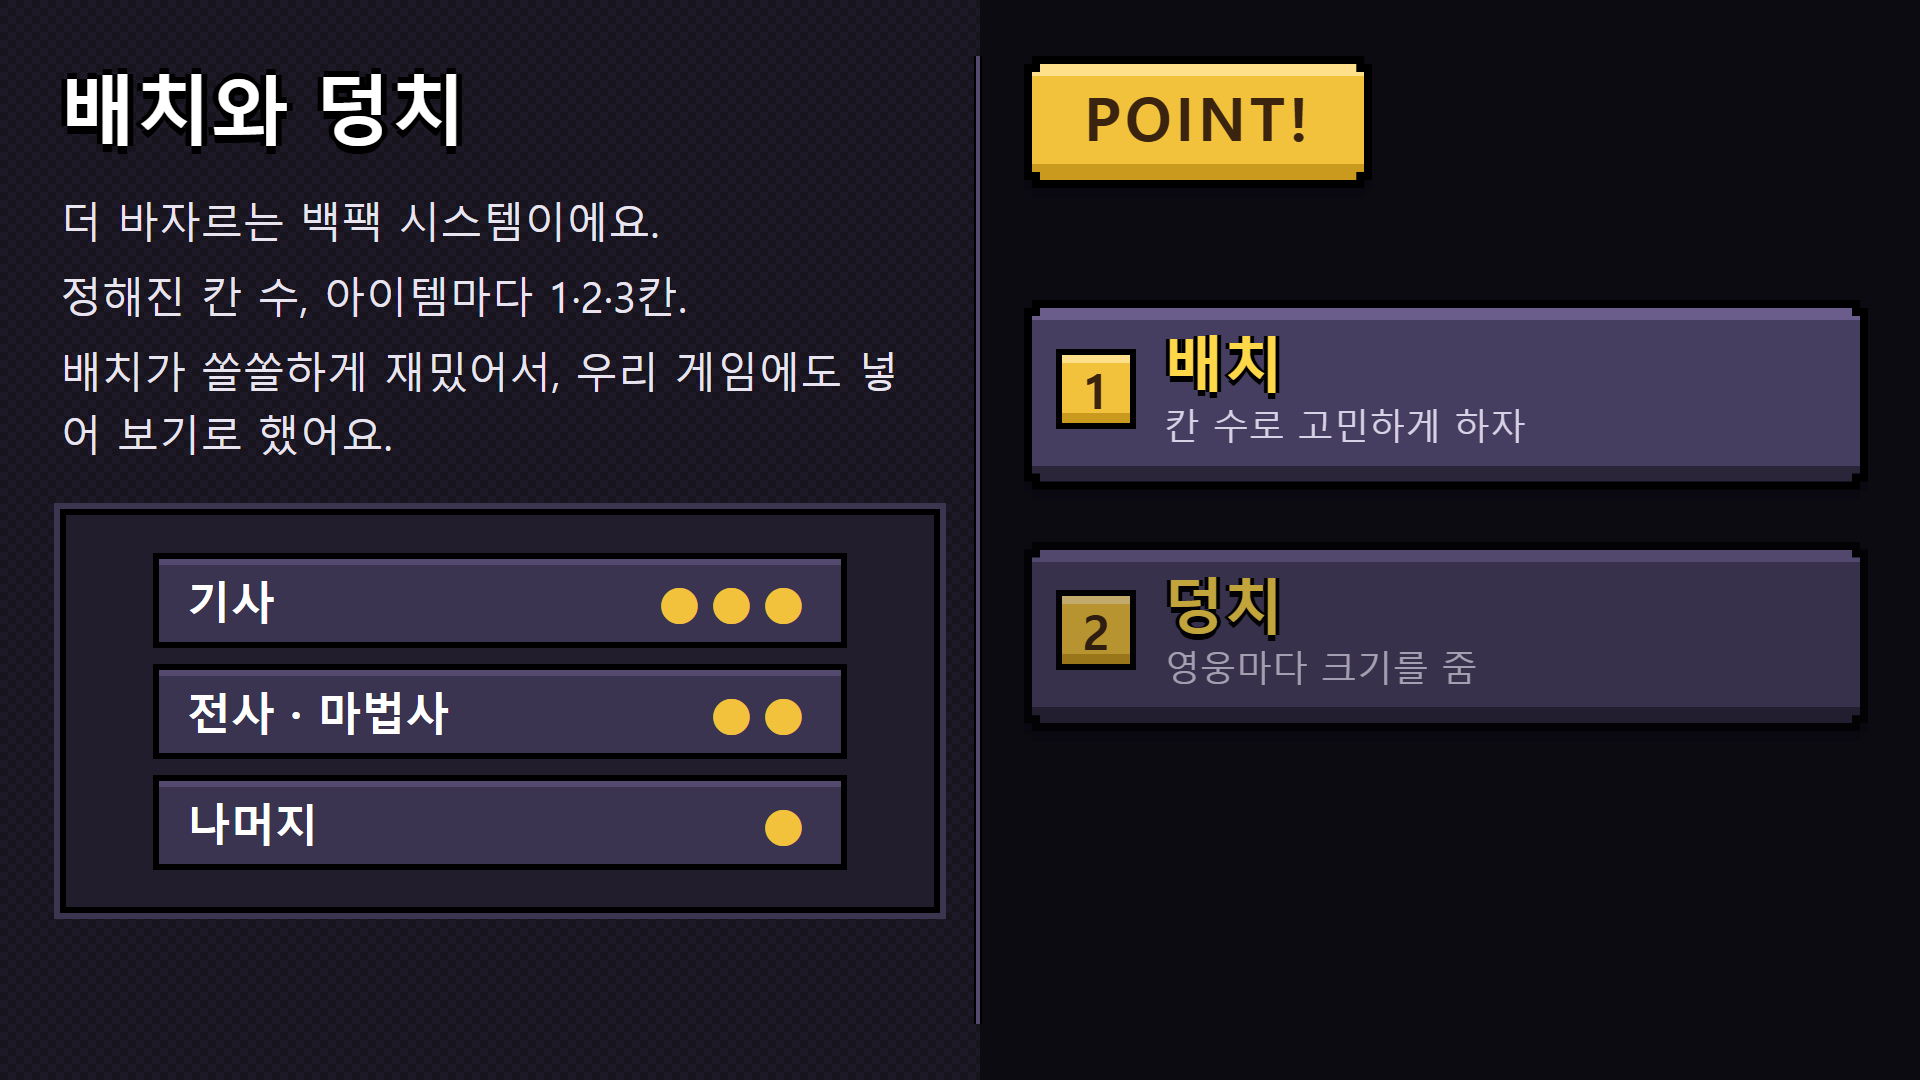 배치와 덩치
더 바자르는 백팩 시스템이에요.
정해진 칸 수, 아이템마다 1·2·3칸.
배치가 쏠쏠하게 재밌어서, 우리 게임에도 넣
어 보기로 했어요.
기사
전사 · 마법사
나머지
POINT!
1
배치
칸 수로 고민하게 하자
2
덩치
영웅마다 크기를 줌